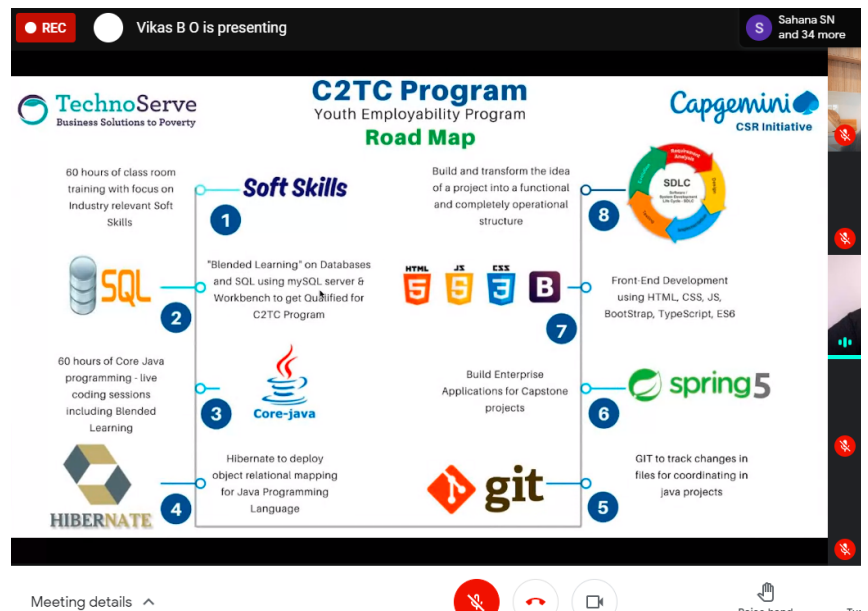 REC
Vikas B O is presenting
S
Sahana SN
and 34 more
TechnoServe
Business Solutions to Poverty
C2TC Program
Youth Employability Program
Road Map
Capgemini
CSR Initiative
60 hours of class room
training with focus on
Industry relevant Soft
Skills
1
Soft Skills
Build and transform the idea
of a project into a functional
and completely operational
structure
8
Requirement
Analysis
Design
Testing
SDLC
SQL
2
"Blended Learning" on Databases
and SQL using mySQL server &
Workbench to get Qualified for
C2TC Program
HTML
5
JS
5
CSS
3
B
7
Front-End Development
using HTML, CSS, JS,
BootStrap, TypeScript, ES6
60 hours of Core Java
programming - live
coding sessions
including Blended
Learning
3
Core-java
Build Enterprise
Applications for Capstone
projects
6
spring5
HIBERNATE
4
Hibernate to deploy
object relational mapping
for Java Programming
Language
git
5
GIT to track changes in
files for coordinating in
java projects
Meeting details